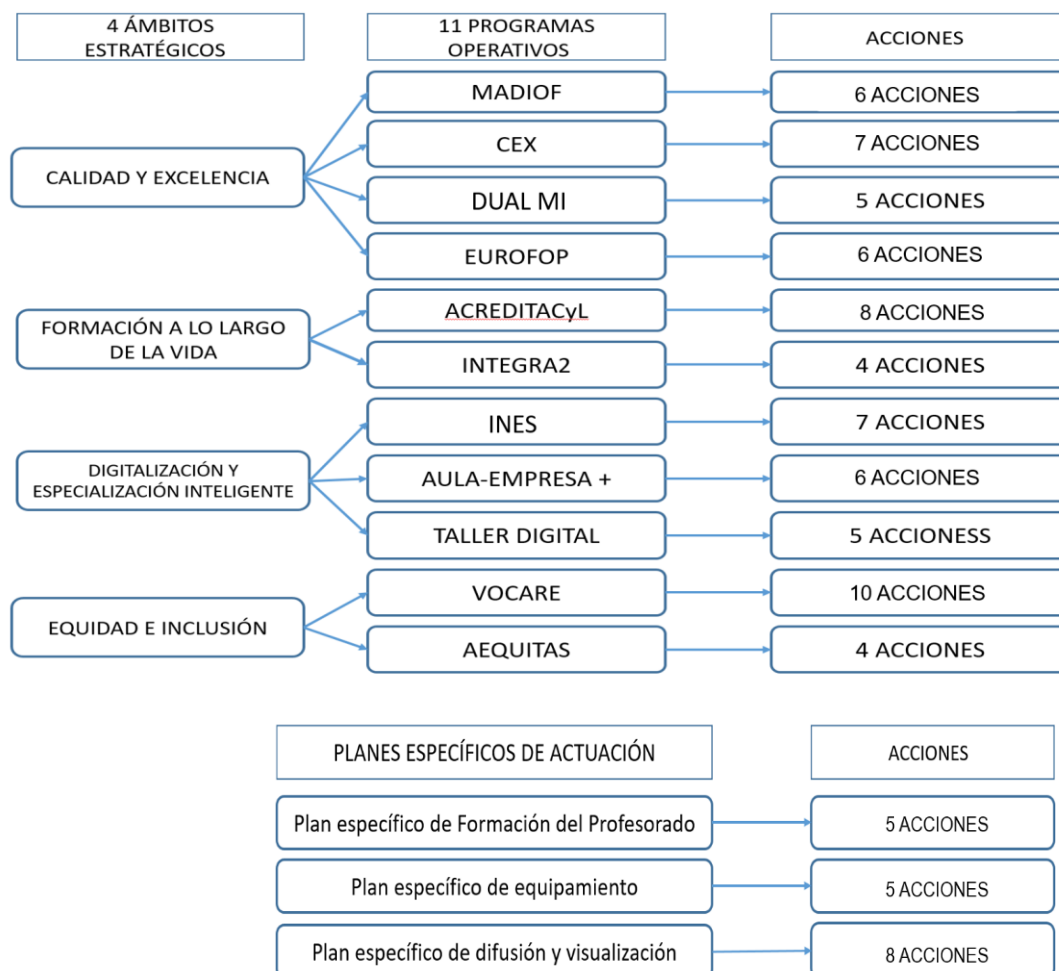 4 ÁMBITOS
ESTRATÉGICOS
11 PROGRAMAS
OPERATIVOS
ACCIONES
CALIDAD Y EXCELENCIA
MADIOF
6 ACCIONES
CEX
7 ACCIONES
DUAL MI
5 ACCIONES
EUROFOP
6 ACCIONES
FORMACIÓN A LO LARGO
DE LA VIDA
ACREDITACyL
8 ACCIONES
INTEGRA2
4 ACCIONES
DIGITALIZACIÓN Y
ESPECIALIZACIÓN INTELIGENTE
INES
7 ACCIONES
AULA-EMPRESA +
6 ACCIONES
TALLER DIGITAL
5 ACCIONESS
EQUIDAD E INCLUSIÓN
VOCARE
10 ACCIONES
AEQUITAS
4 ACCIONES
PLANES ESPECÍFICOS DE ACTUACIÓN
ACCIONES
Plan específico de Formación del Profesorado
5 ACCIONES
Plan específico de equipamiento
5 ACCIONES
Plan específico de difusión y visualización
8 ACCIONES